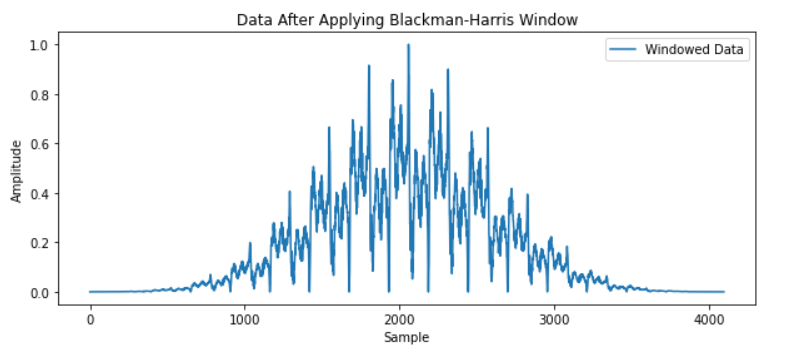 Data After Applying Blackman-Harris Window
Windowed Data
Amplitude
1.0
0.8
0.6
0.4
0.2
0.0
0 1000 2000 3000 4000
Sample